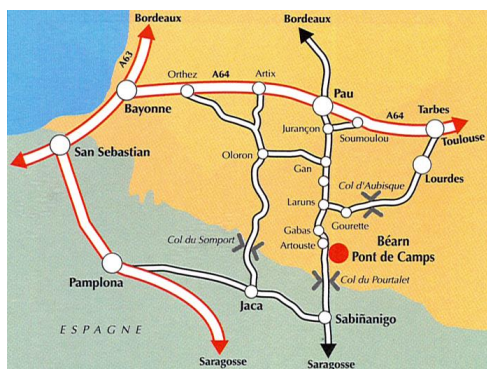 Bordeaux
Bordeaux
A63
Orthez
A64
Artix
Bayonne
Pau
A64
Tarbes
Jurançon
Soumoulou
Toulouse
San Sebastian
Oloron
Gan
Lourdes
Col d'Aubisque
Laruns
Gabas
Gourette
Col du Somport
Artouste
Béarn
Pont de Camps
Pamplona
Col du Pourtalet
Jaca
Sabiñanigo
ESPAGNE
Saragosse
Saragosse